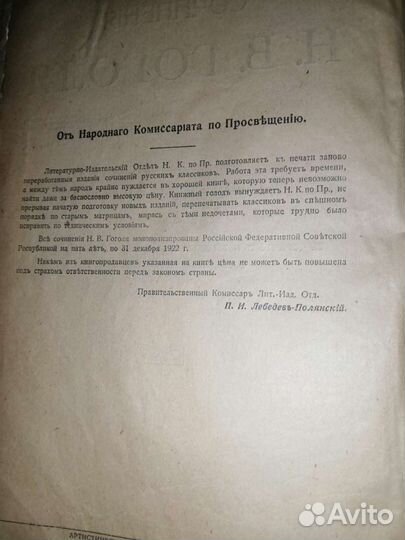 СОЧИНЕНІЯ
Н. В. ГОГОЛЯ
Отъ Народнаго Комиссаріата по Просвѣщенію.
Литературно-Издательскій Отдѣлъ Н. К. по Пр. подготовляетъ къ печати заново
переработанныя изданія сочиненій русскихъ классиковъ. Работа эта требуетъ времени,
а между тѣмъ народъ крайне нуждается въ хорошей книгѣ, которую теперь невозможно
найти даже за баснословно высокую цѣну. Книжный голодъ вынуждаетъ Н. К. по Пр., не
прерывая начатую подготовку новыхъ изданій, перепечатывать классиковъ въ спѣшномъ
порядкѣ по старымъ матрицамъ, мирясь съ тѣми недочетами, которые трудно было
исправить по техническимъ условіямъ.
Всѣ сочиненія Н. В. Гоголя монополизированы Россійской Федеративной Совѣтской
Республикой на пять лѣтъ, по 31 декабря 1922 г.
Никѣмъ изъ книгопродавцевъ указанная на книгѣ цѣна не можетъ быть повышена
подъ страхомъ отвѣтственности передъ закономъ страны.
Правительственный Комиссаръ Лит.-Изд. Отд.
П. И. Лебедевъ-Полянскій.
Avito